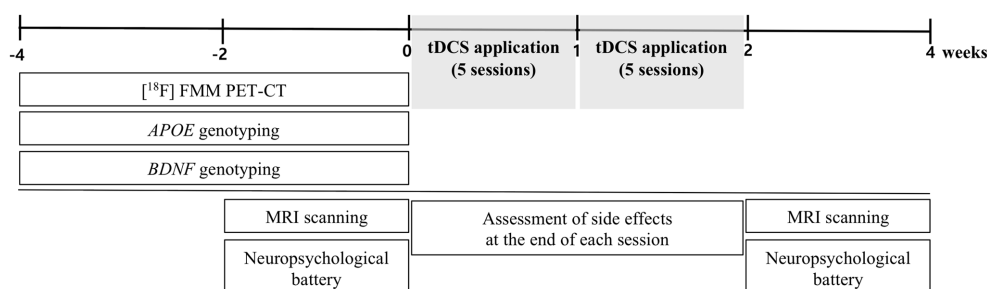 -4 -2 0 1 2 4 weeks
tDCS application
(5 sessions)
tDCS application
(5 sessions)
[¹⁸F] FMM PET-CT
APOE genotyping
BDNF genotyping
MRI scanning
Assessment of side effects
at the end of each session
MRI scanning
Neuropsychological
battery
Neuropsychological
battery